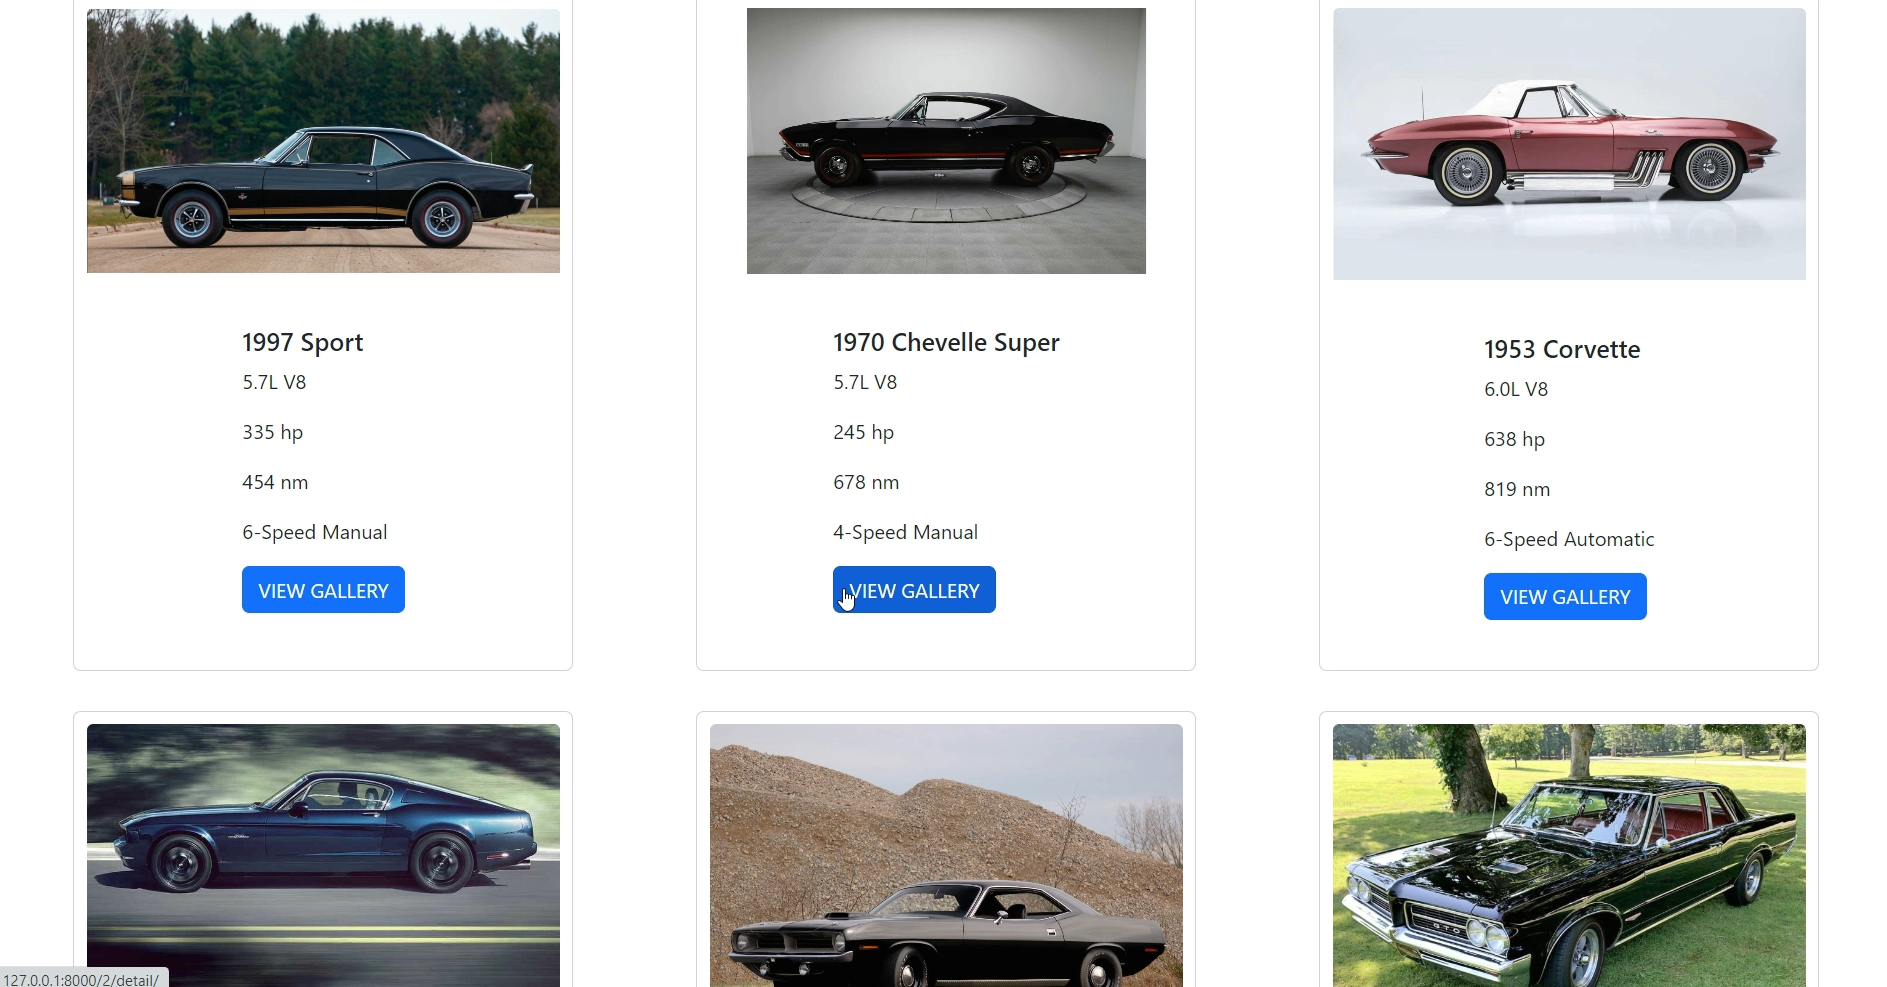 1997 Sport
5.7L V8
335 hp
454 nm
6-Speed Manual
VIEW GALLERY
1970 Chevelle Super
5.7L V8
245 hp
678 nm
4-Speed Manual
VIEW GALLERY
1953 Corvette
6.0L V8
638 hp
819 nm
6-Speed Automatic
VIEW GALLERY
GTO
127.0.0.1:8000/2/detail/